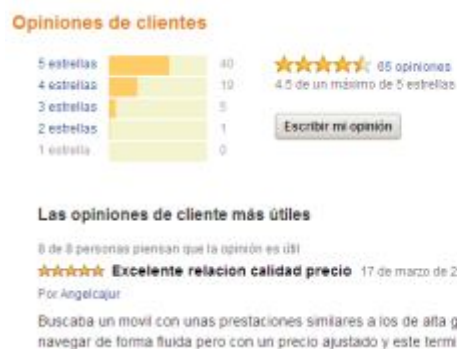 Opiniones de clientes
5 estrellas 40
4 estrellas 19
3 estrellas 5
2 estrellas 1
1 estrella 0
65 opiniones
4.5 de un máximo de 5 estrellas
Escribir mi opinión
Las opiniones de cliente más útiles
8 de 8 personas piensan que la opinión es útil
Excelente relacion calidad precio 17 de marzo de 2
Por Angelcajur
Buscaba un movil con unas prestaciones similares a los de alta g
navegar de forma fluida pero con un precio ajustado y este termi